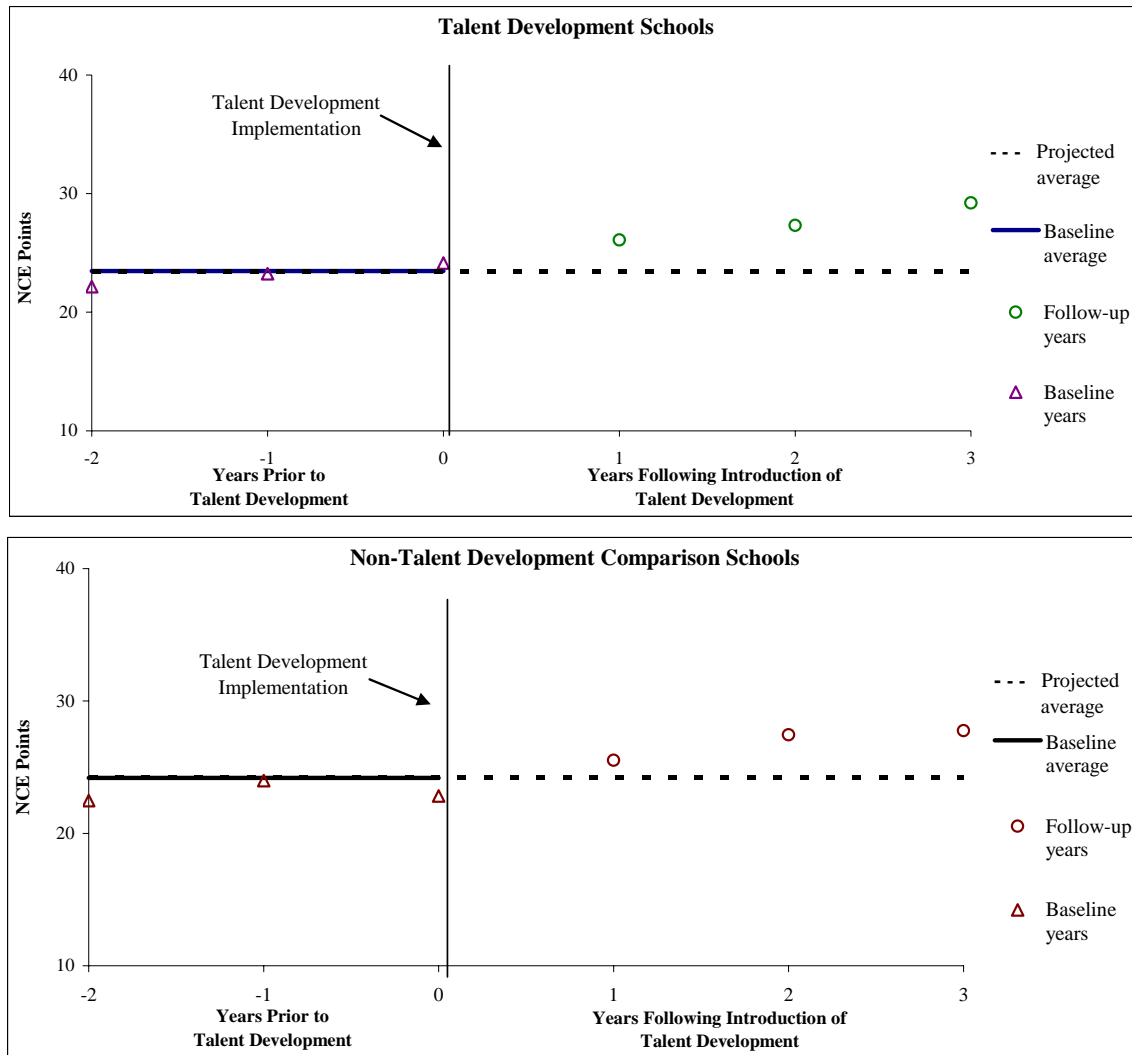 Talent Development Schools
40
Talent Development
Implementation
Projected
average
30
Baseline
average
NCE Points
20
Follow-up
years
Baseline
years
10
-2
-1
0
1
2
3
Years Prior to
Talent Development
Years Following Introduction of
Talent Development
Non-Talent Development Comparison Schools
40
Talent Development
Implementation
Projected
average
30
Baseline
average
NCE Points
20
Follow-up
years
Baseline
years
10
-2
-1
0
1
2
3
Years Prior to
Talent Development
Years Following Introduction of
Talent Development